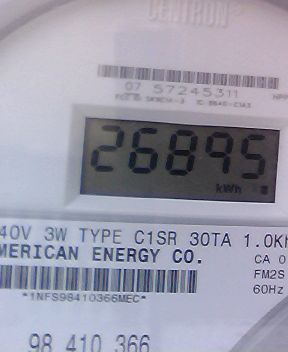 CENTRON®
07 57245311
26895
kWh
40V 3W TYPE C1SR 30TA 1.0K
MERICAN ENERGY CO.
CA 0
FM2S
60Hz
*1NFS98410366MEC*
98 410 366